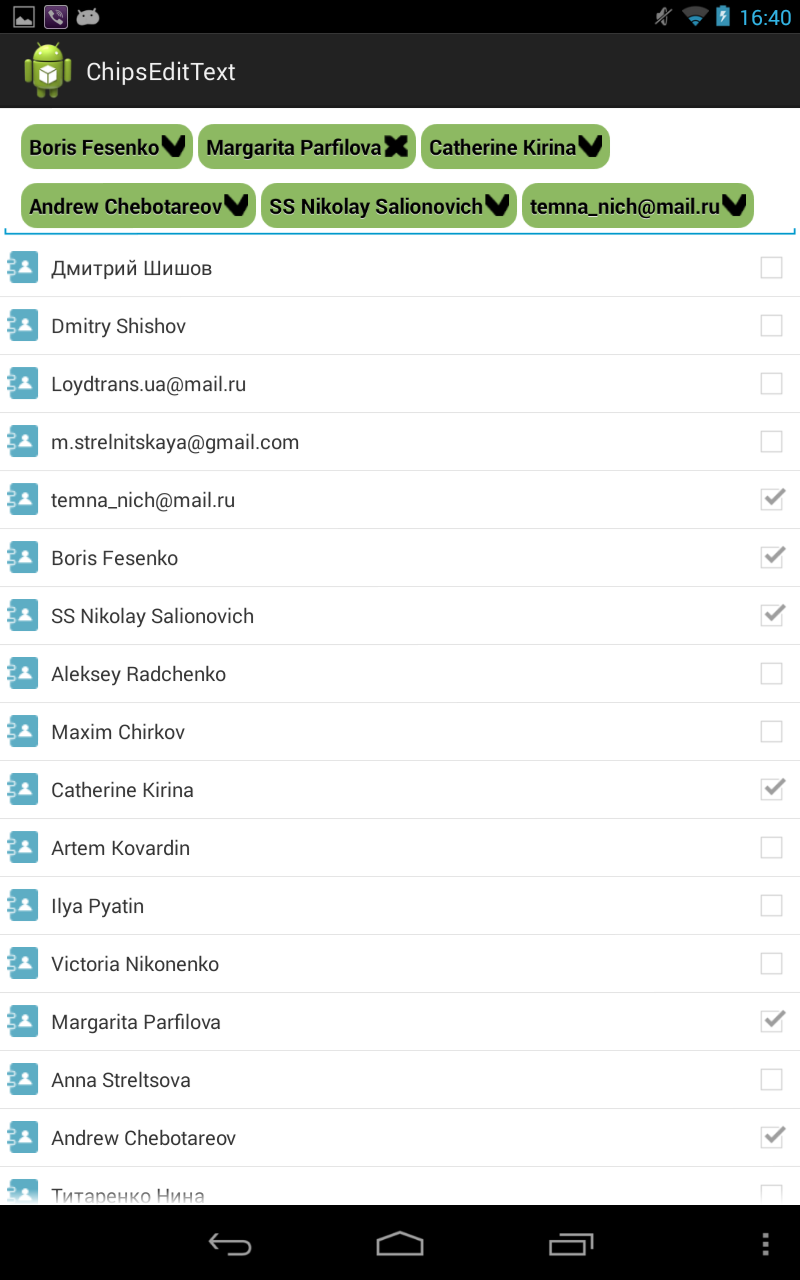 16:40
ChipsEditText
Boris Fesenko Margarita Parfilova Catherine Kirina
Andrew Chebotareov SS Nikolay Salionovich temna_nich@mail.ru
Дмитрий Шишов
Dmitry Shishov
Loydtrans.ua@mail.ru
m.strelnitskaya@gmail.com
temna_nich@mail.ru
Boris Fesenko
SS Nikolay Salionovich
Aleksey Radchenko
Maxim Chirkov
Catherine Kirina
Artem Kovardin
Ilya Pyatin
Victoria Nikonenko
Margarita Parfilova
Anna Streltsova
Andrew Chebotareov
Титаренко Нина